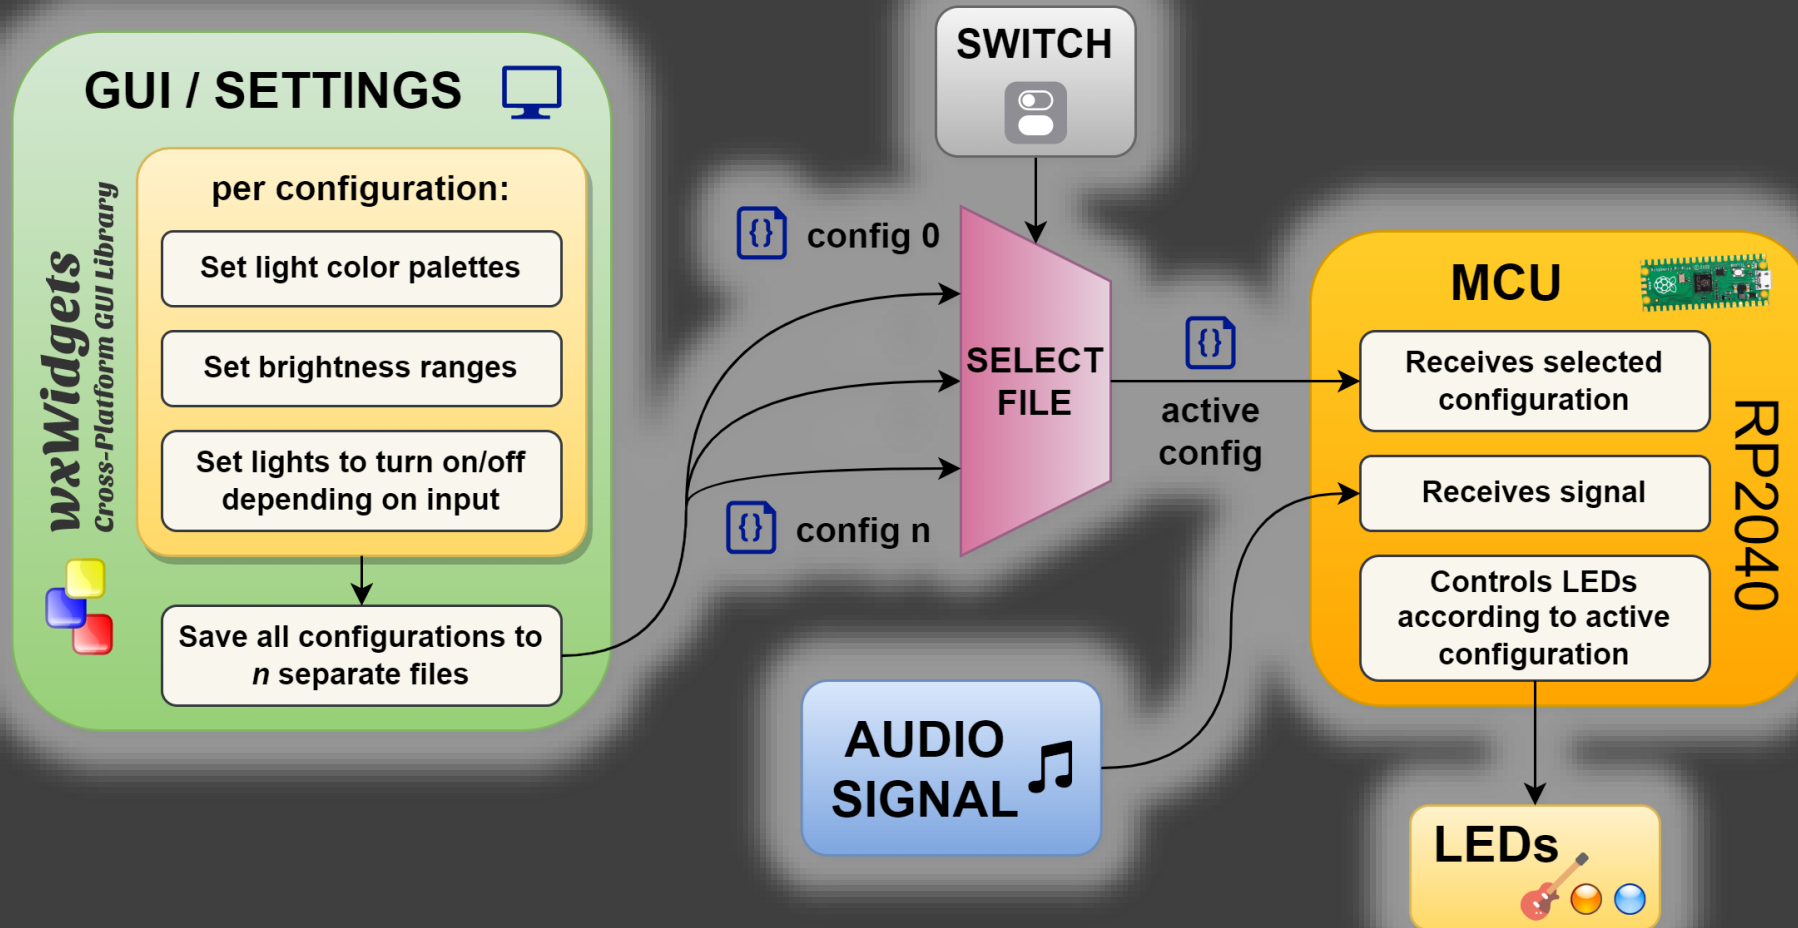 GUI / SETTINGS
wxWidgets
Cross-Platform GUI Library
per configuration:
Set light color palettes
Set brightness ranges
Set lights to turn on/off
depending on input
Save all configurations to
n separate files
SWITCH
{} config 0
{} config n
SELECT
FILE
{}
active
config
AUDIO
SIGNAL
MCU
RP2040
Receives selected
configuration
Receives signal
Controls LEDs
according to active
configuration
LEDs